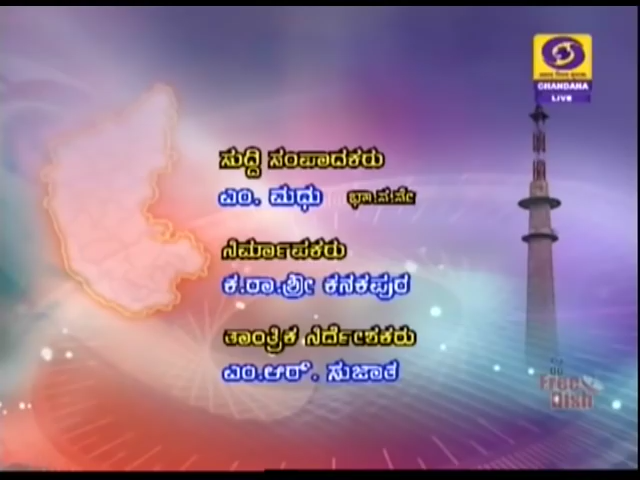 CHANDANA
LIVE
ಸುದ್ದಿ ಸಂಪಾದಕರು
ಎಂ. ಮಧು ಭಾ.ಸ.ಸೇ
ನಿರ್ಮಾಪಕರು
ಕ.ರಾ.ಶ್ರೀ ಕನಕಪುರ
ತಾಂತ್ರಿಕ ನಿರ್ದೇಶಕರು
ಎಂ.ಆರ್. ಸುಜಾತ
Free
Dish